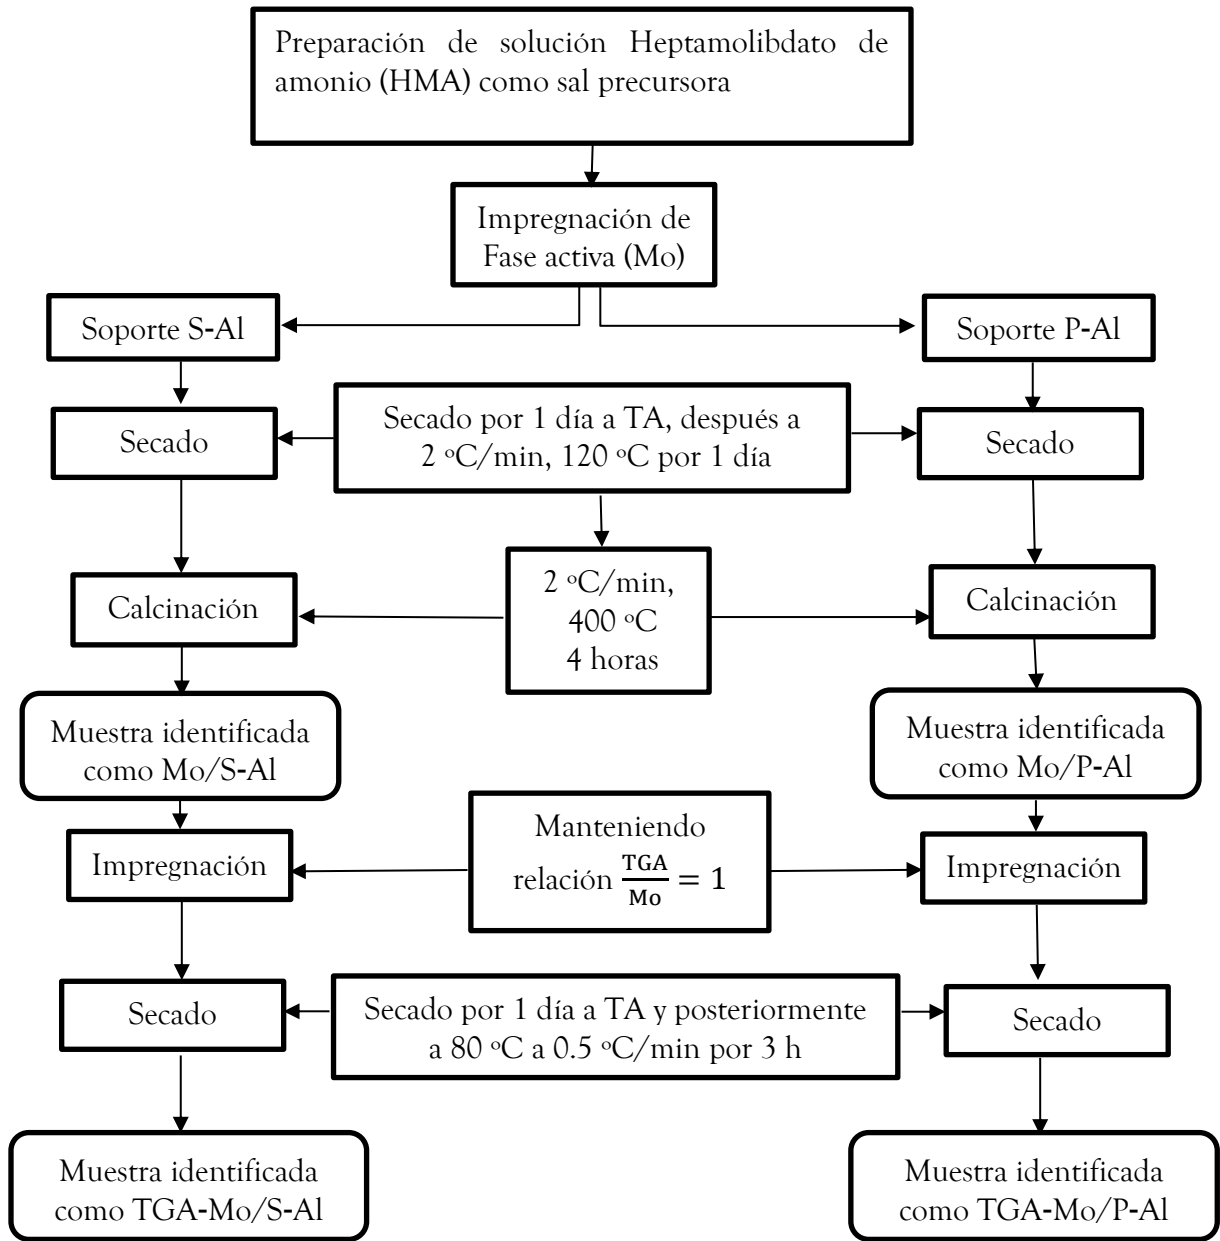 Preparación de solución Heptamolibdato de
amonio (HMA) como sal precursora
Impregnación de
Fase activa (Mo)
Soporte S-Al
Soporte P-Al
Secado
Secado por 1 día a TA, después a
2 °C/min, 120 °C por 1 día
Secado
Calcinación
2 °C/min,
400 °C
4 horas
Calcinación
Muestra identificada
como Mo/S-Al
Muestra identificada
como Mo/P-Al
Impregnación
Manteniendo
relación TGA/Mo = 1
Impregnación
Secado
Secado por 1 día a TA y posteriormente
a 80 °C a 0.5 °C/min por 3 h
Secado
Muestra identificada
como TGA-Mo/S-Al
Muestra identificada
como TGA-Mo/P-Al